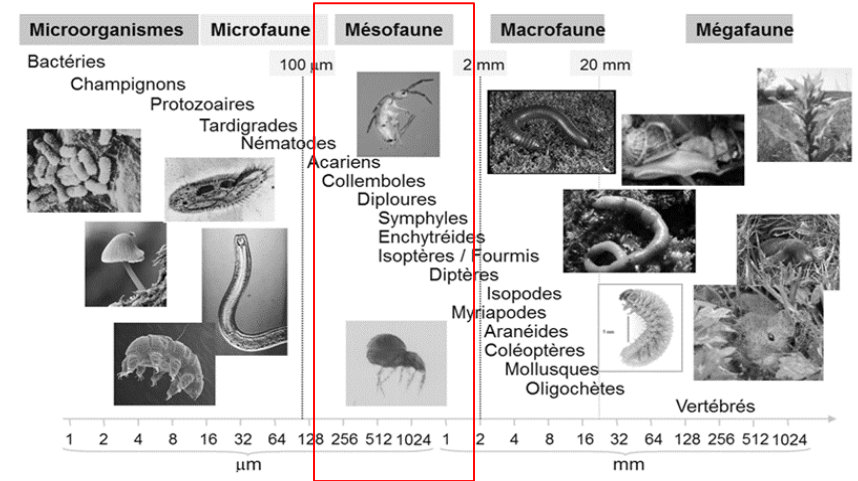 Microorganismes Microfaune Mésofaune Macrofaune Mégafaune
100 µm 2 mm 20 mm
Bactéries
Champignons
Protozoaires
Tardigrades
Nématodes
Acariens
Collemboles
Diploures
Symphyles
Enchytréides
Isoptères / Fourmis
Diptères
Isopodes
Myriapodes
Aranéides
Coléoptères
Mollusques
Oligochètes
Vertébrés
1 2 4 8 16 32 64 128 256 512 1024 1 2 4 8 16 32 64 128 256 512 1024
µm mm